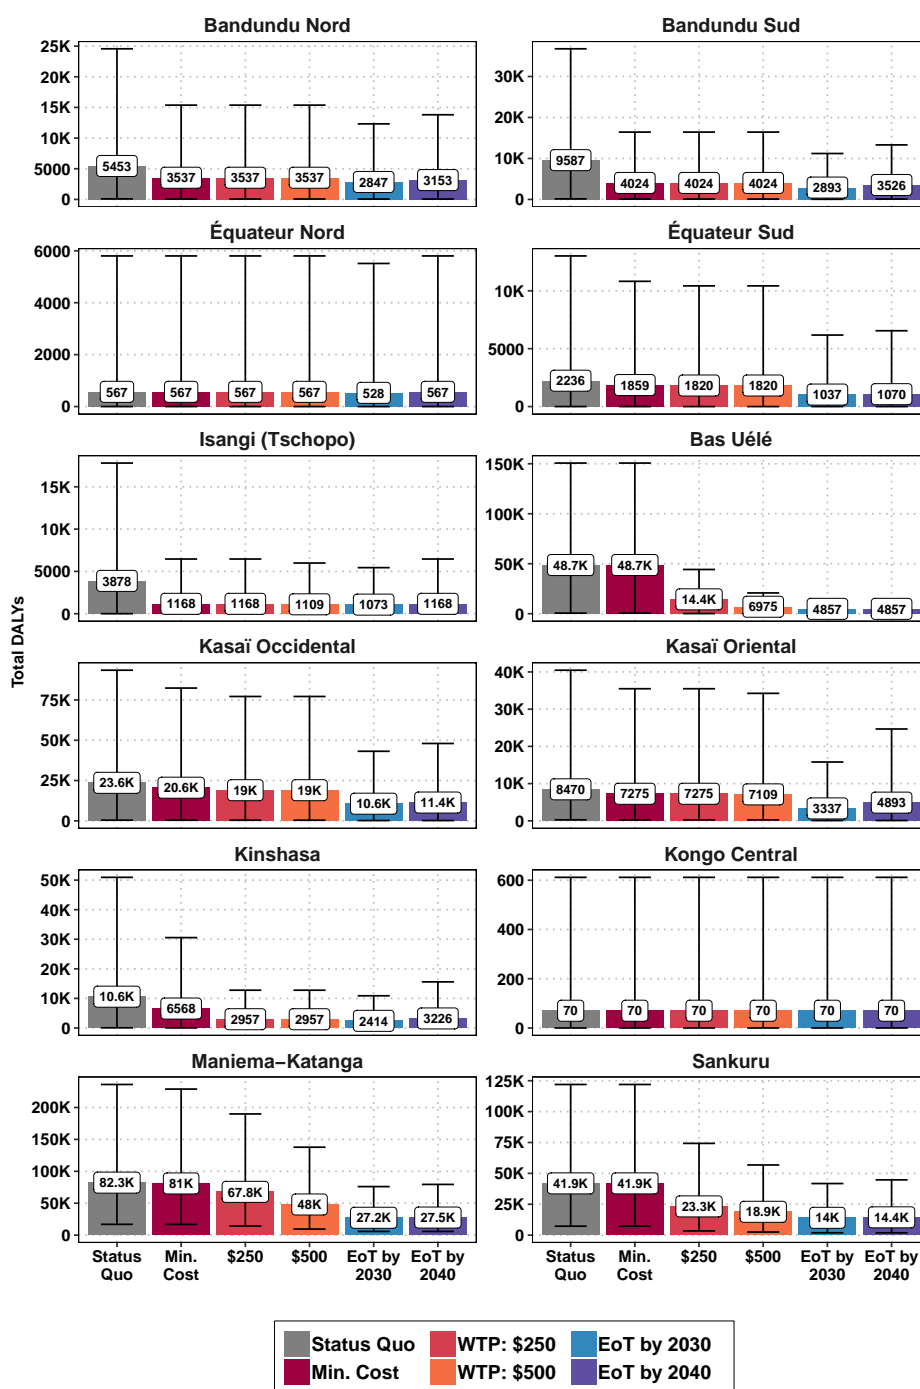 Bandundu Nord
Bandundu Sud
25K
20K
15K
10K
5000
0
5453
3537
3537
3537
2847
3153
30K
20K
10K
0
9587
4024
4024
4024
2893
3526
Équateur Nord
Équateur Sud
6000
4000
2000
0
567
567
567
567
528
567
10K
5000
0
2236
1859
1820
1820
1037
1070
Isangi (Tschopo)
Bas Uélé
15K
10K
5000
0
3878
1168
1168
1109
1073
1168
150K
100K
50K
0
48.7K
48.7K
14.4K
6975
4857
4857
Total DALYs
Kasaï Occidental
Kasaï Oriental
75K
50K
25K
0
23.6K
20.6K
19K
19K
10.6K
11.4K
40K
30K
20K
10K
0
8470
7275
7275
7109
3337
4893
Kinshasa
Kongo Central
50K
40K
30K
20K
10K
0
10.6K
6568
2957
2957
2414
3226
600
400
200
0
70
70
70
70
70
70
Maniema−Katanga
Sankuru
200K
150K
100K
50K
0
82.3K
81K
67.8K
48K
27.2K
27.5K
125K
100K
75K
50K
25K
0
41.9K
41.9K
23.3K
18.9K
14K
14.4K
Status Quo
Min. Cost
$250
$500
EoT by 2030
EoT by 2040
Status Quo
Min. Cost
$250
$500
EoT by 2030
EoT by 2040
Status Quo
WTP: $250
EoT by 2030
Min. Cost
WTP: $500
EoT by 2040